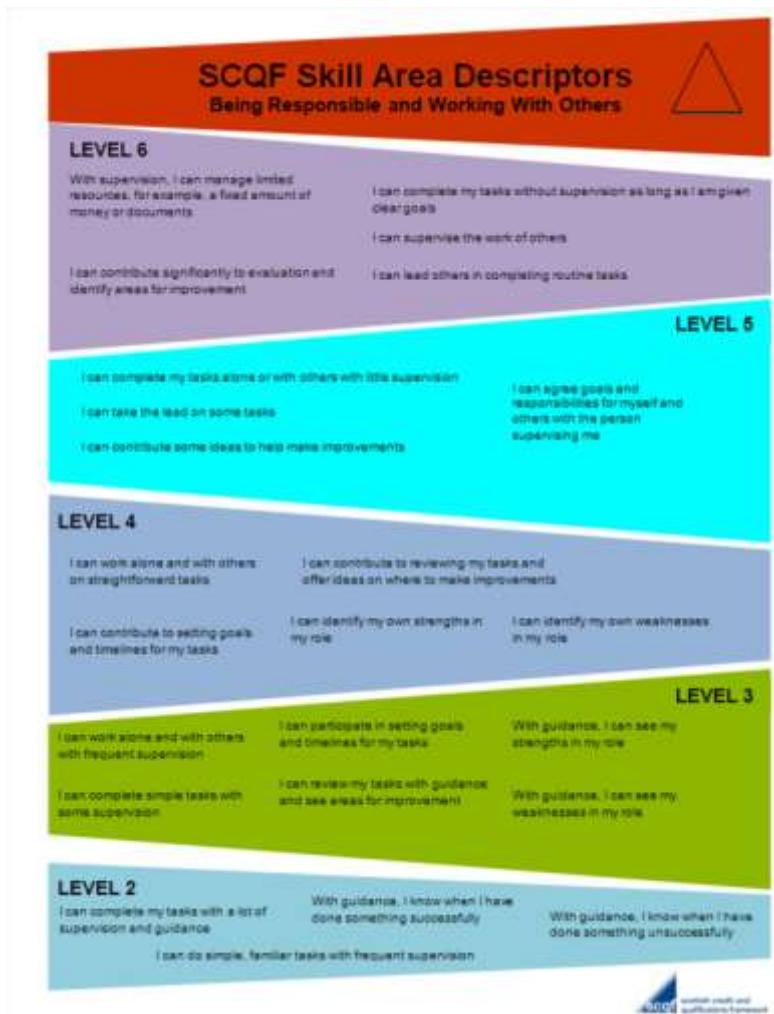 SCQF Skill Area Descriptors
Being Responsible and Working With Others
LEVEL 6
With supervision, I can manage limited
resources, for example, a fixed amount of
money or documents
I can complete my tasks without supervision as long as I am given
clear goals
I can supervise the work of others
I can contribute significantly to evaluation and
identify areas for improvement
I can lead others in completing routine tasks
LEVEL 5
I can complete my tasks alone or with others with little supervision
I can take the lead on some tasks
I can contribute some ideas to help make improvements
I can agree goals and
responsibilities for myself and
others with the person
supervising me
LEVEL 4
I can work alone and with others
on straightforward tasks
I can contribute to reviewing my tasks and
offer ideas on where to make improvements
I can contribute to setting goals
and timelines for my tasks
I can identify my own strengths in
my role
I can identify my own weaknesses
in my role
LEVEL 3
I can work alone and with others
with frequent supervision
I can participate in setting goals
and timelines for my tasks
With guidance, I can see my
strengths in my role
I can complete simple tasks with
some supervision
I can review my tasks with guidance
and see areas for improvement
With guidance, I can see my
weaknesses in my role
LEVEL 2
I can complete my tasks with a lot of
supervision and guidance
With guidance, I know when I have
done something successfully
With guidance, I know when I have
done something unsuccessfully
I can do simple, familiar tasks with frequent supervision
scqf
scottish credit and
qualifications framework